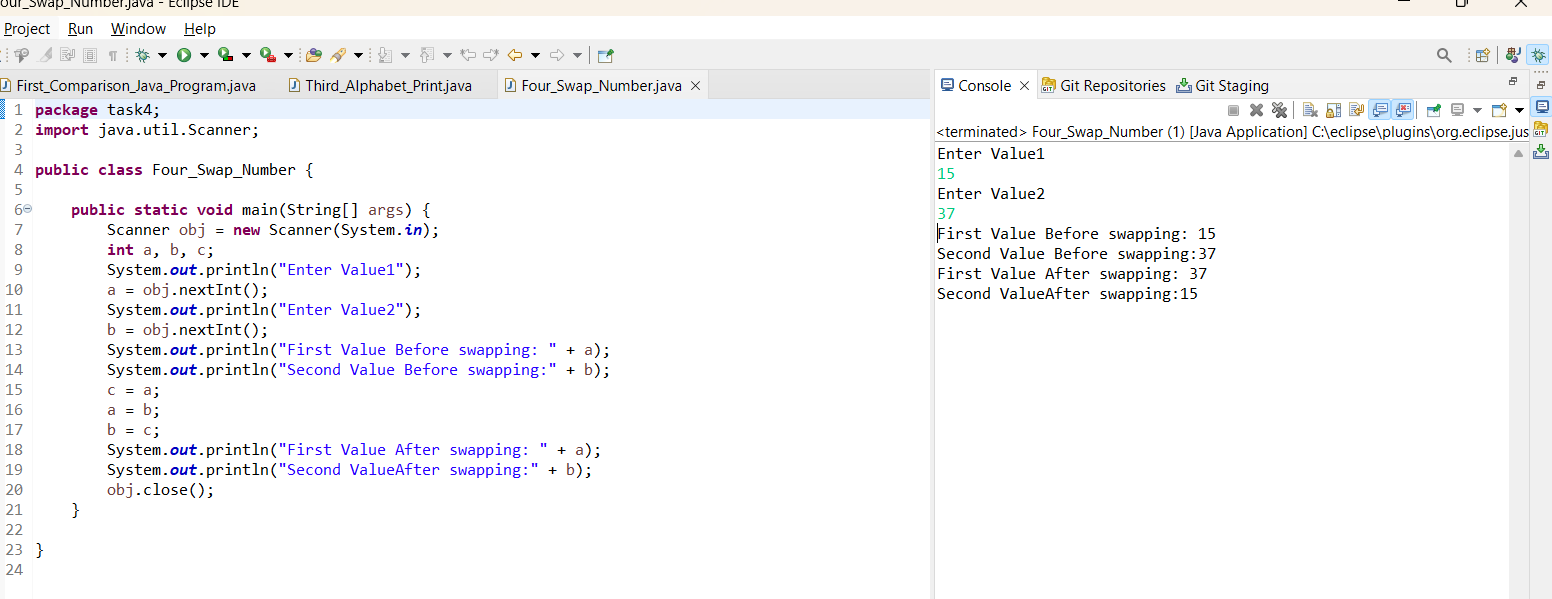 our_Swap_Number.java - Eclipse IDE
Project Run Window Help
First_Comparison_Java_Program.java Third_Alphabet_Print.java Four_Swap_Number.java
1 package task4;
2 import java.util.Scanner;
3
4 public class Four_Swap_Number {
5
6 public static void main(String[] args) {
7 Scanner obj = new Scanner(System.in);
8 int a, b, c;
9 System.out.println("Enter Value1");
10 a = obj.nextInt();
11 System.out.println("Enter Value2");
12 b = obj.nextInt();
13 System.out.println("First Value Before swapping: " + a);
14 System.out.println("Second Value Before swapping:" + b);
15 c = a;
16 a = b;
17 b = c;
18 System.out.println("First Value After swapping: " + a);
19 System.out.println("Second ValueAfter swapping:" + b);
20 obj.close();
21 }
22
23 }
24
Console Git Repositories Git Staging
<terminated> Four_Swap_Number (1) [Java Application] C:\eclipse\plugins\org.eclipse.jus
Enter Value1
15
Enter Value2
37
First Value Before swapping: 15
Second Value Before swapping:37
First Value After swapping: 37
Second ValueAfter swapping:15